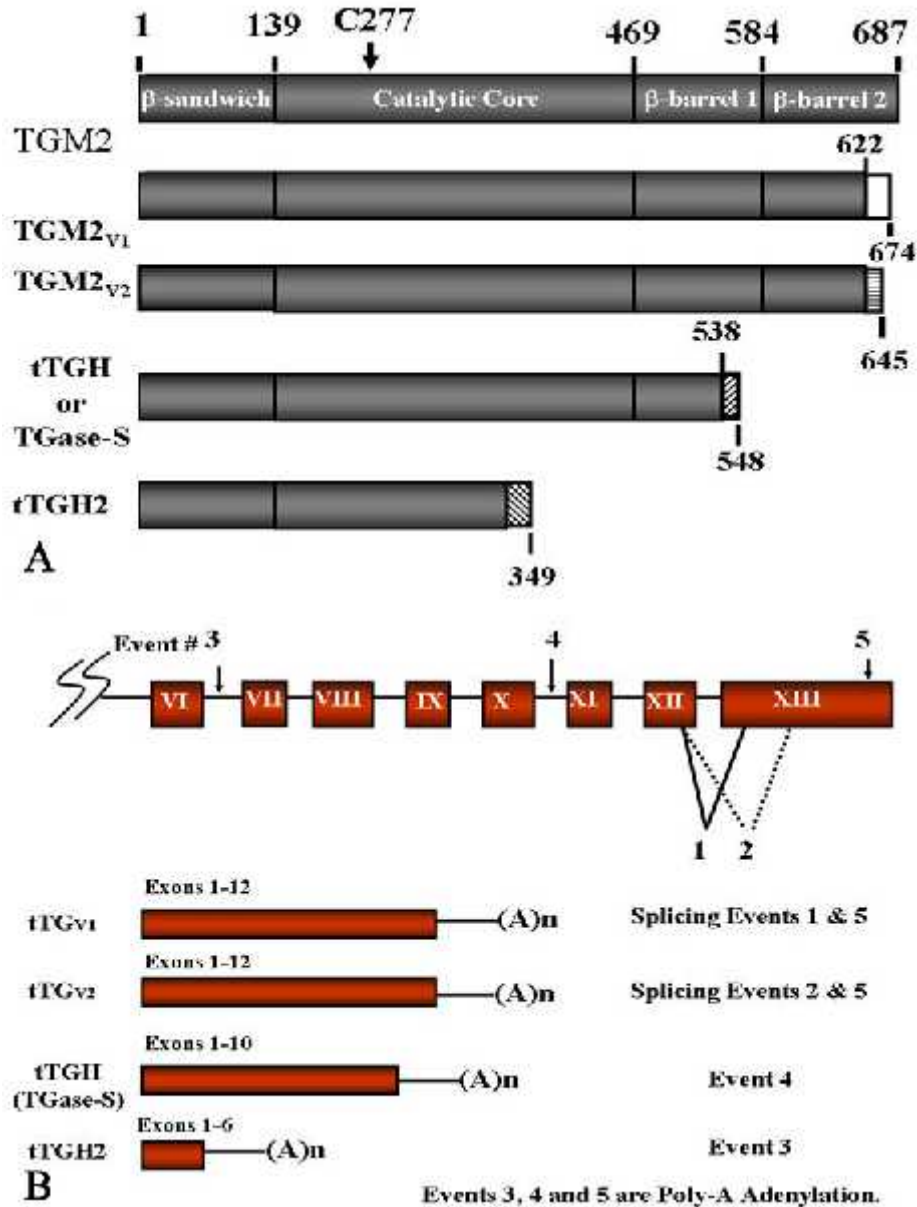 1 139 C277 469 584 687
β-sandwich Catalytic Core β-barrel 1 β-barrel 2
TGM2
622
TGM2V1
674
TGM2V2
645
538
tTGH
or
TGase-S
548
tTGH2
349
A
Event # 3 4 5
VI VII VIII IX X XI XII XIII
1 2
Exons 1-12
tTGV1 (A)n Splicing Events 1 & 5
Exons 1-12
tTGV2 (A)n Splicing Events 2 & 5
Exons 1-10
tTGH
(TGase-S) (A)n Event 4
Exons 1-6
tTGH2 (A)n Event 3
B
Events 3, 4 and 5 are Poly-A Adenylation.